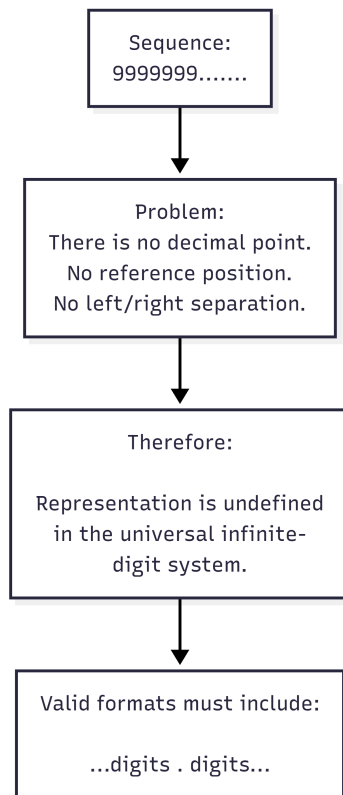 Sequence:
9999999.......
Problem:
There is no decimal point.
No reference position.
No left/right separation.
Therefore:
Representation is undefined
in the universal infinite-
digit system.
Valid formats must include:
...digits . digits...